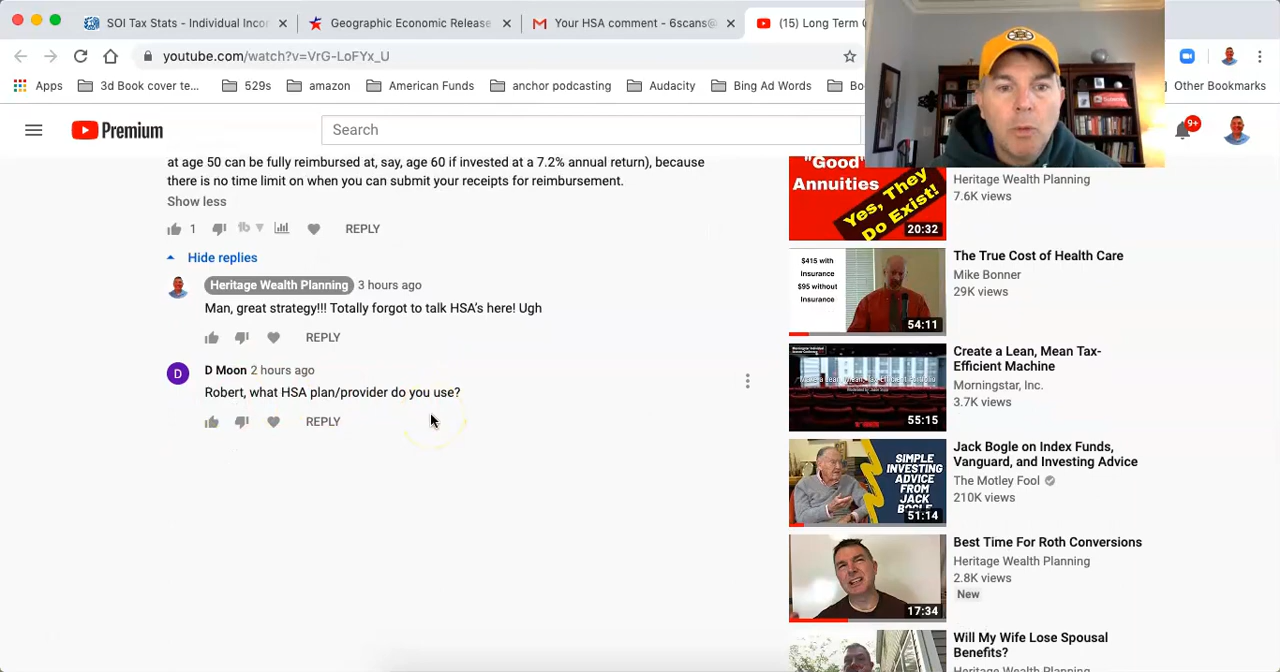 SOI Tax Stats - Individual Incor
Geographic Economic Release
Your HSA comment - 6scans@
(15) Long Term C
youtube.com/watch?v=VrG-LoFYx_U
Apps
3d Book cover te...
529s
amazon
American Funds
anchor podcasting
Audacity
Bing Ad Words
Bo
Other Bookmarks
Premium
Search
9+
at age 50 can be fully reimbursed at, say, age 60 if invested at a 7.2% annual return), because
there is no time limit on when you can submit your receipts for reimbursement.
Show less
1
REPLY
Hide replies
Heritage Wealth Planning 3 hours ago
Man, great strategy!!! Totally forgot to talk HSA's here! Ugh
REPLY
D
D Moon 2 hours ago
Robert, what HSA plan/provider do you use?
REPLY
"Good"
Annuities
Yes, They
Do Exist!
20:32
Heritage Wealth Planning
7.6K views
$415 with
Insurance
$95 without
Insurance
54:11
The True Cost of Health Care
Mike Bonner
29K views
55:15
Create a Lean, Mean Tax-
Efficient Machine
Morningstar, Inc.
3.7K views
SIMPLE
INVESTING
ADVICE
FROM
JACK
BOGLE
51:14
Jack Bogle on Index Funds,
Vanguard, and Investing Advice
The Motley Fool
210K views
17:34
Best Time For Roth Conversions
Heritage Wealth Planning
2.8K views
New
Will My Wife Lose Spousal
Benefits?
Heritage Wealth Planning